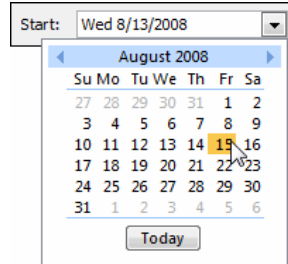 Start: Wed 8/13/2008
August 2008
Su Mo Tu We Th Fr Sa
27 28 29 30 31 1 2
3 4 5 6 7 8 9
10 11 12 13 14 15 16
17 18 19 20 21 22 23
24 25 26 27 28 29 30
31 1 2 3 4 5 6
Today